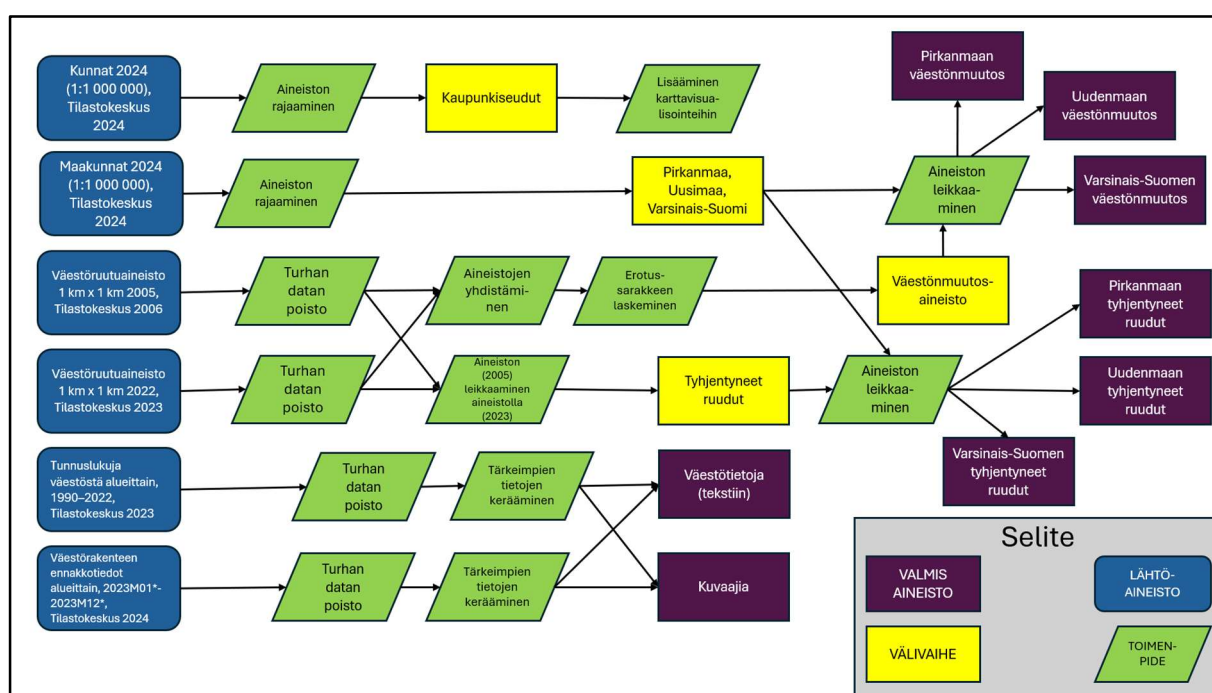 Kunnat 2024
(1:1 000 000),
Tilastokeskus
2024
Aineiston
rajaaminen
Kaupunkiseudut
Lisääminen
karttavisua-
lisointeihin
Pirkanmaan
väestönmuutos
Uudenmaan
väestönmuutos
Maakunnat 2024
(1:1 000 000),
Tilastokeskus
2024
Aineiston
rajaaminen
Pirkanmaa,
Uusimaa,
Varsinais-Suomi
Aineiston
leikkaa-
minen
Varsinais-Suomen
väestönmuutos
Väestöruutuaineisto
1 km x 1 km 2005,
Tilastokeskus 2006
Turhan
datan
poisto
Aineistojen
yhdistämi-
nen
Erotus-
sarakkeen
laskeminen
Väestönmuutos-
aineisto
Pirkanmaan
tyhjentyneet
ruudut
Väestöruutuaineisto
1 km x 1 km 2022,
Tilastokeskus 2023
Turhan
datan
poisto
Aineiston
(2005)
leikkaaminen
aineistolla
(2023)
Tyhjentyneet
ruudut
Aineiston
leikkaa-
minen
Uudenmaan
tyhjentyneet
ruudut
Varsinais-Suomen
tyhjentyneet
ruudut
Tunnuslukuja
väestöstä alueittain,
1990–2022,
Tilastokeskus 2023
Turhan
datan
poisto
Tärkeimpien
tietojen
kerääminen
Väestötietoja
(tekstiin)
Väestörakenteen
ennakkotiedot
alueittain, 2023M01*-
2023M12*,
Tilastokeskus 2024
Turhan
datan
poisto
Tärkeimpien
tietojen
kerääminen
Kuvaajia
Selite
VALMIS
AINEISTO
LÄHTÖ-
AINEISTO
VÄLIVAIHE
TOIMEN-
PIDE